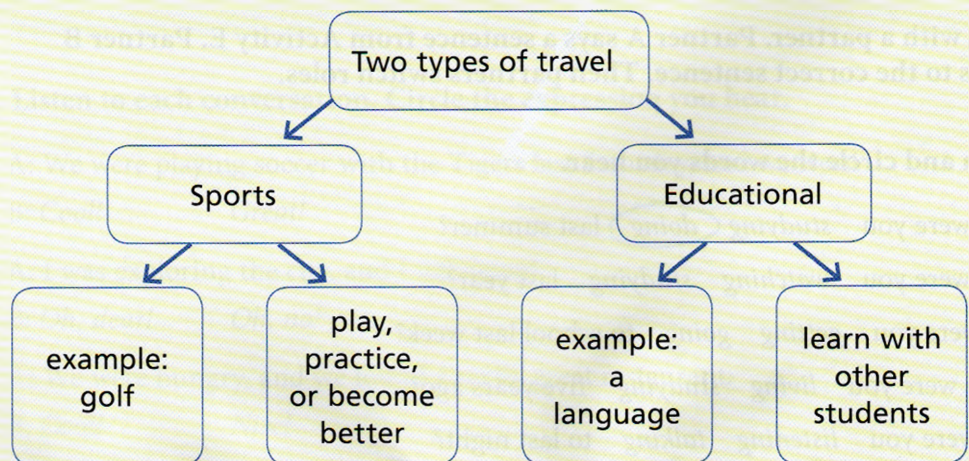 Two types of travel
Sports
Educational
example:
golf
play,
practice,
or become
better
example:
a
language
learn with
other
students